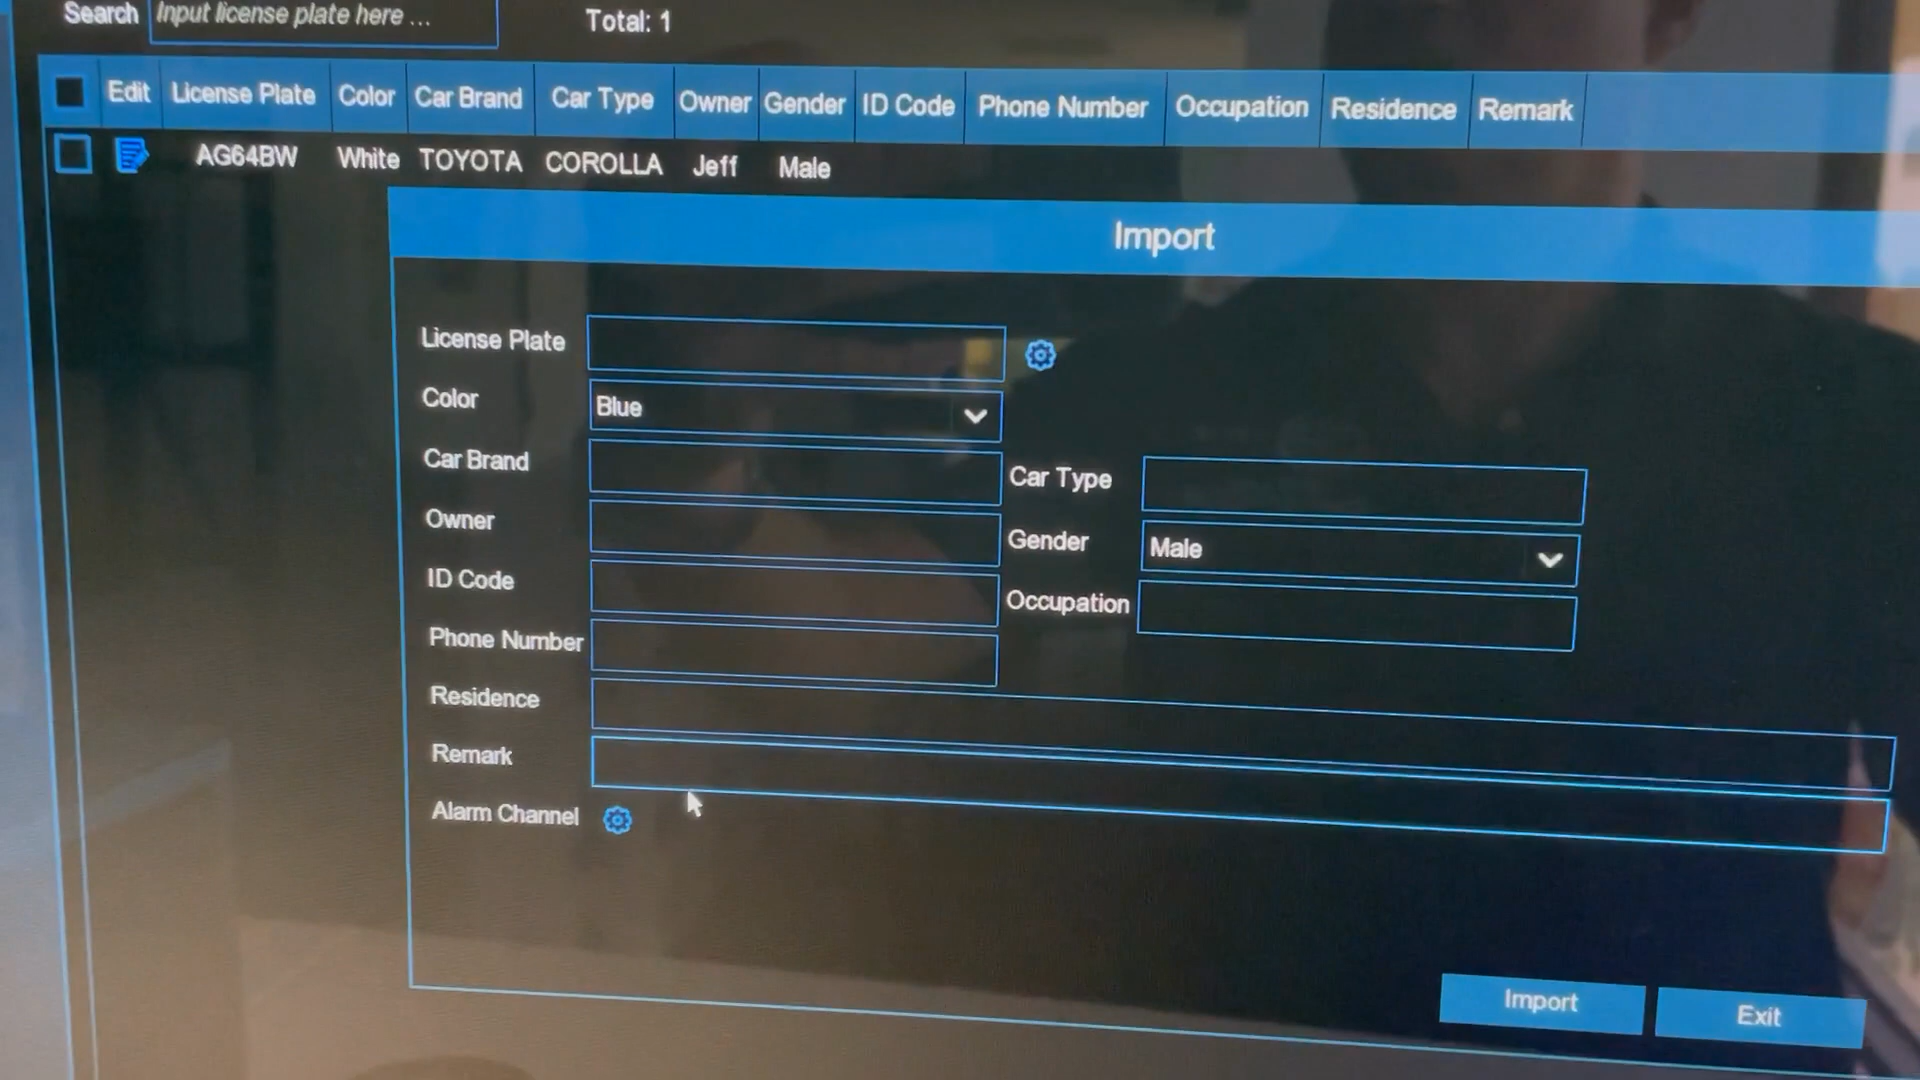 Search Input license plate here ... Total: 1
Edit License Plate Color Car Brand Car Type Owner Gender ID Code Phone Number Occupation Residence Remark
AG64BW White TOYOTA COROLLA Jeff Male
Import
License Plate
Color Blue
Car Brand Car Type
Owner Gender Male
ID Code Occupation
Phone Number
Residence
Remark
Alarm Channel
Import Exit